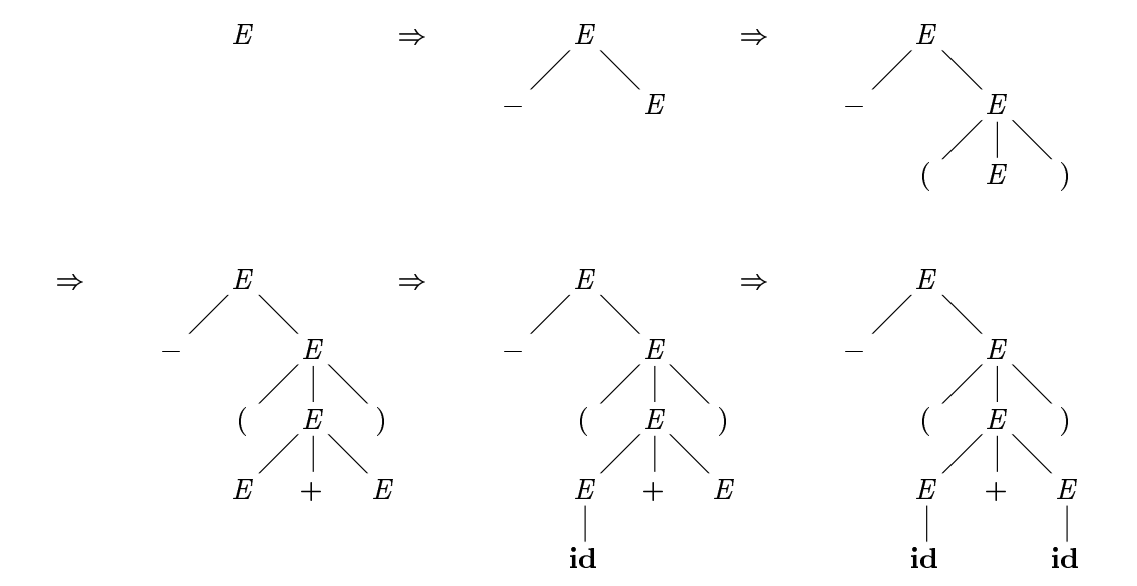 E ⇒ E ⇒ E
− E − E
( E )
⇒ E ⇒ E ⇒ E
− E − E − E
( E ) ( E ) ( E )
E + E E + E E + E
id id id